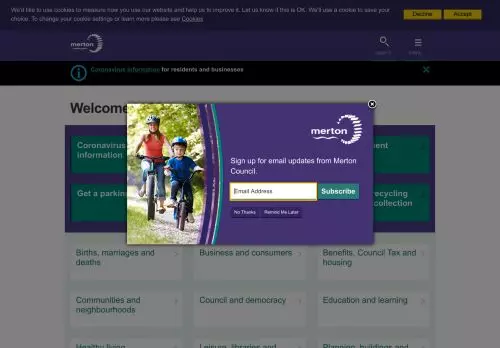 We'd like to use cookies to measure how you use our website and help us to improve it. Let us know if this is OK. We'll use a cookie to save your
choice. To change your cookie settings or learn more please see Cookies
Decline
Accept
merton
Coronavirus information for residents and businesses
Welcome
merton
Sign up for email updates from Merton
Council.
Email Address
Subscribe
No Thanks
Remind Me Later
Coronavirus
information
Get a parking
recycling
collection
Births, marriages and
deaths
Business and consumers
Benefits, Council Tax and
housing
Communities and
neighbourhoods
Council and democracy
Education and learning
Healthy living
Leisure, libraries and
Planning, buildings and